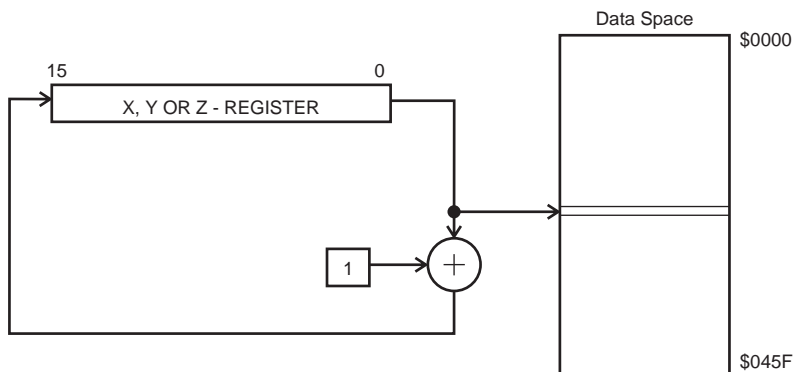 Data Space
$0000
15 0
X, Y OR Z - REGISTER
1
+
$045F